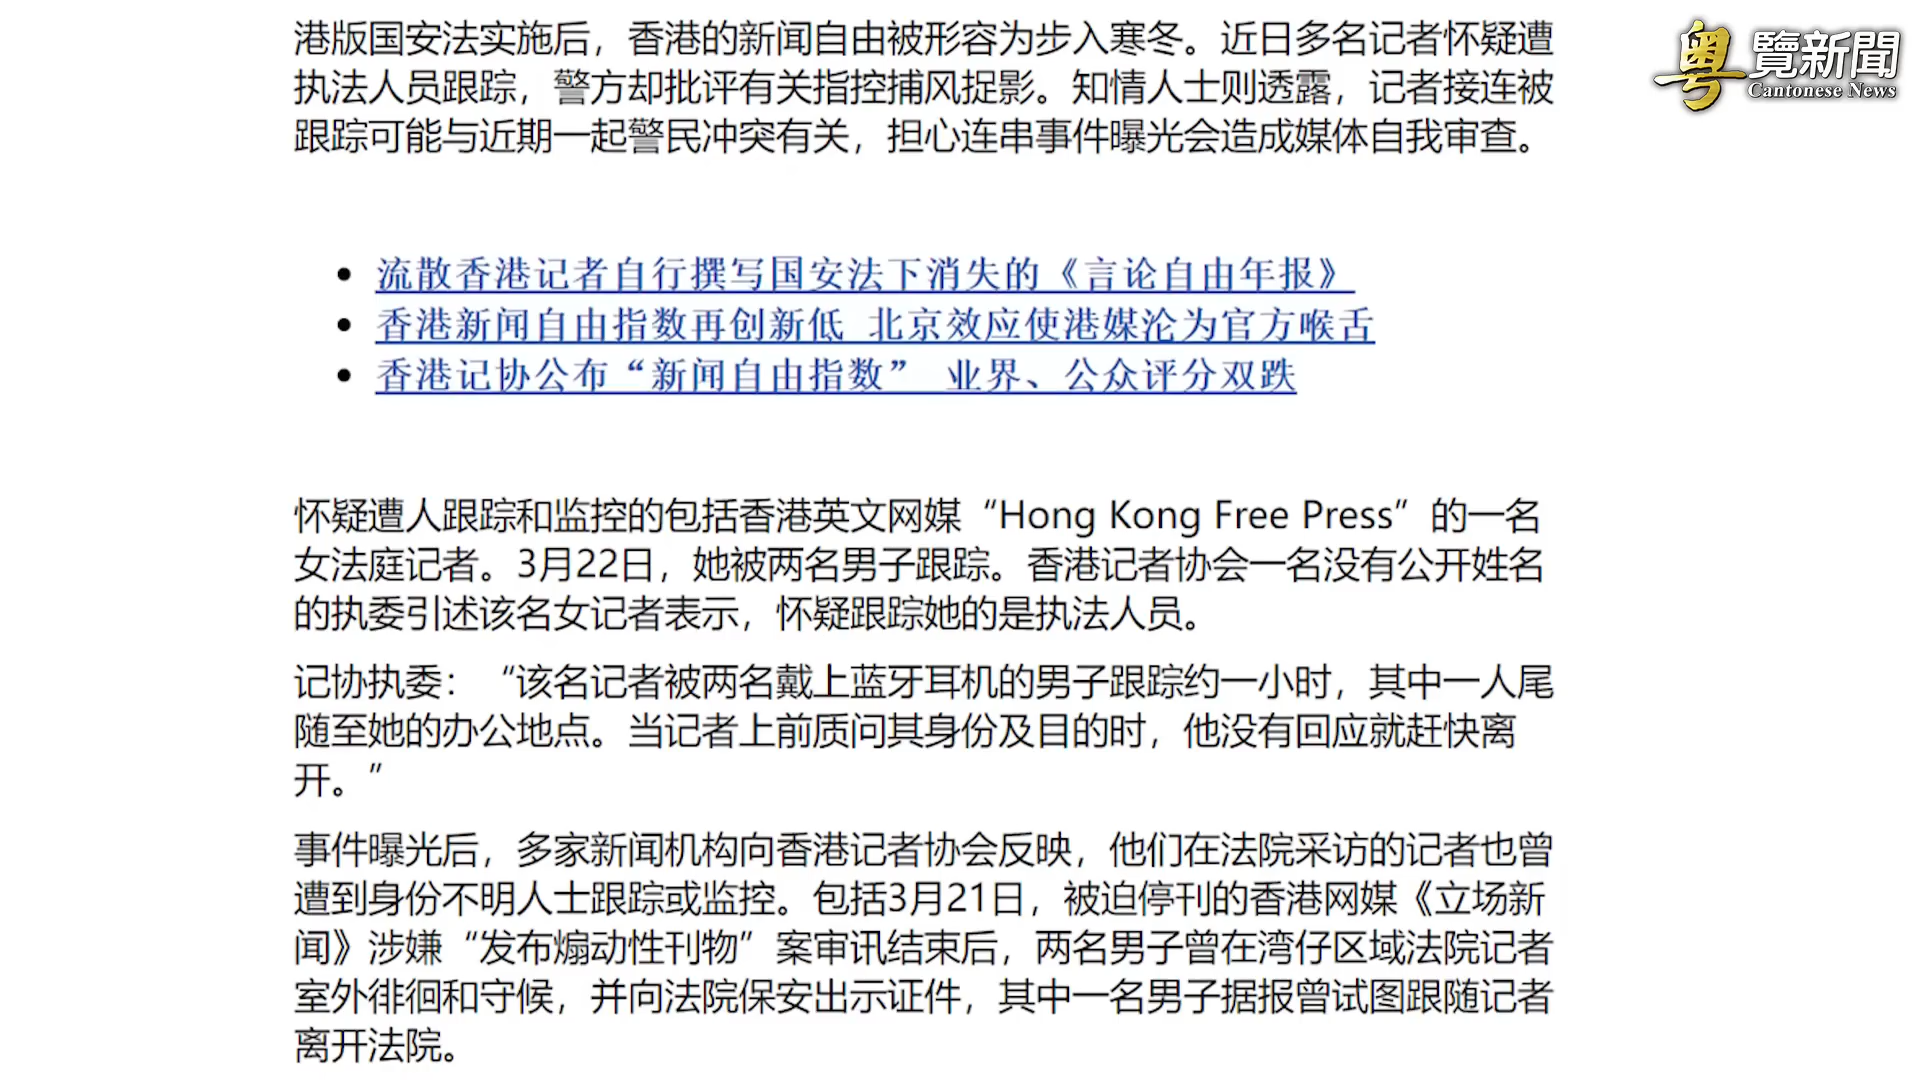 港版国安法实施后，香港的新闻自由被形容为步入寒冬。近日多名记者怀疑遭
执法人员跟踪，警方却批评有关指控捕风捉影。知情人士则透露，记者接连被
跟踪可能与近期一起警民冲突有关，担心连串事件曝光会造成媒体自我审查。
粤覽新聞
Cantonese News
• 流散香港记者自行撰写国安法下消失的《言论自由年报》
• 香港新闻自由指数再创新低 北京效应使港媒沦为官方喉舌
• 香港记协公布“新闻自由指数” 业界、公众评分双跌
怀疑遭人跟踪和监控的包括香港英文网媒“Hong Kong Free Press”的一名
女法庭记者。3月22日，她被两名男子跟踪。香港记者协会一名没有公开姓名
的执委引述该名女记者表示，怀疑跟踪她的是执法人员。
记协执委：“该名记者被两名戴上蓝牙耳机的男子跟踪约一小时，其中一人尾
随至她的办公地点。当记者上前质问其身份及目的时，他没有回应就赶快离
开。”
事件曝光后，多家新闻机构向香港记者协会反映，他们在法院采访的记者也曾
遭到身份不明人士跟踪或监控。包括3月21日，被迫停刊的香港网媒《立场新
闻》涉嫌“发布煽动性刊物”案审讯结束后，两名男子曾在湾仔区域法院记者
室外徘徊和守候，并向法院保安出示证件，其中一名男子据报曾试图跟随记者
离开法院。